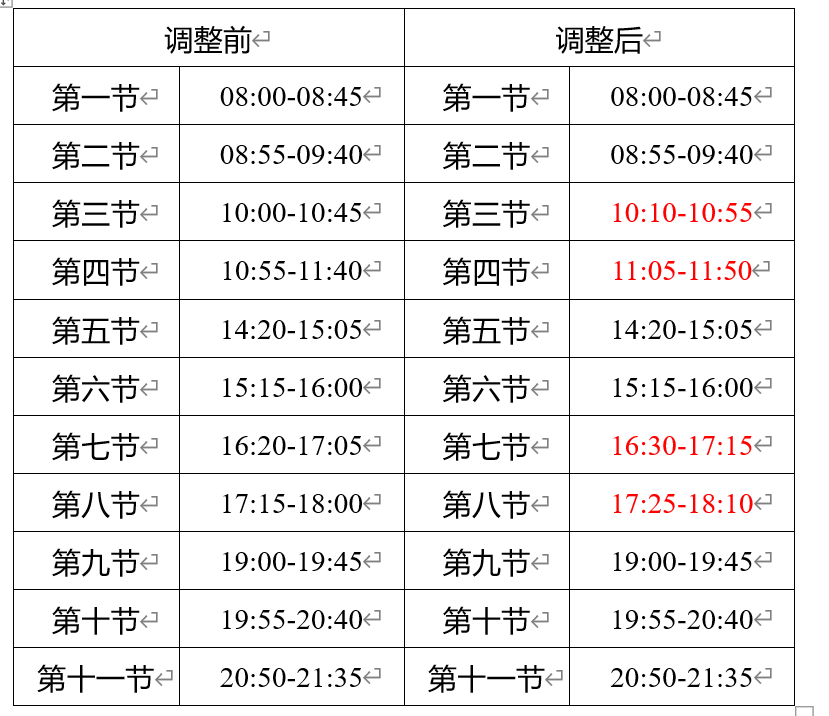 调整前 调整后
第一节 08:00-08:45 第一节 08:00-08:45
第二节 08:55-09:40 第二节 08:55-09:40
第三节 10:00-10:45 第三节 10:10-10:55
第四节 10:55-11:40 第四节 11:05-11:50
第五节 14:20-15:05 第五节 14:20-15:05
第六节 15:15-16:00 第六节 15:15-16:00
第七节 16:20-17:05 第七节 16:30-17:15
第八节 17:15-18:00 第八节 17:25-18:10
第九节 19:00-19:45 第九节 19:00-19:45
第十节 19:55-20:40 第十节 19:55-20:40
第十一节 20:50-21:35 第十一节 20:50-21:35